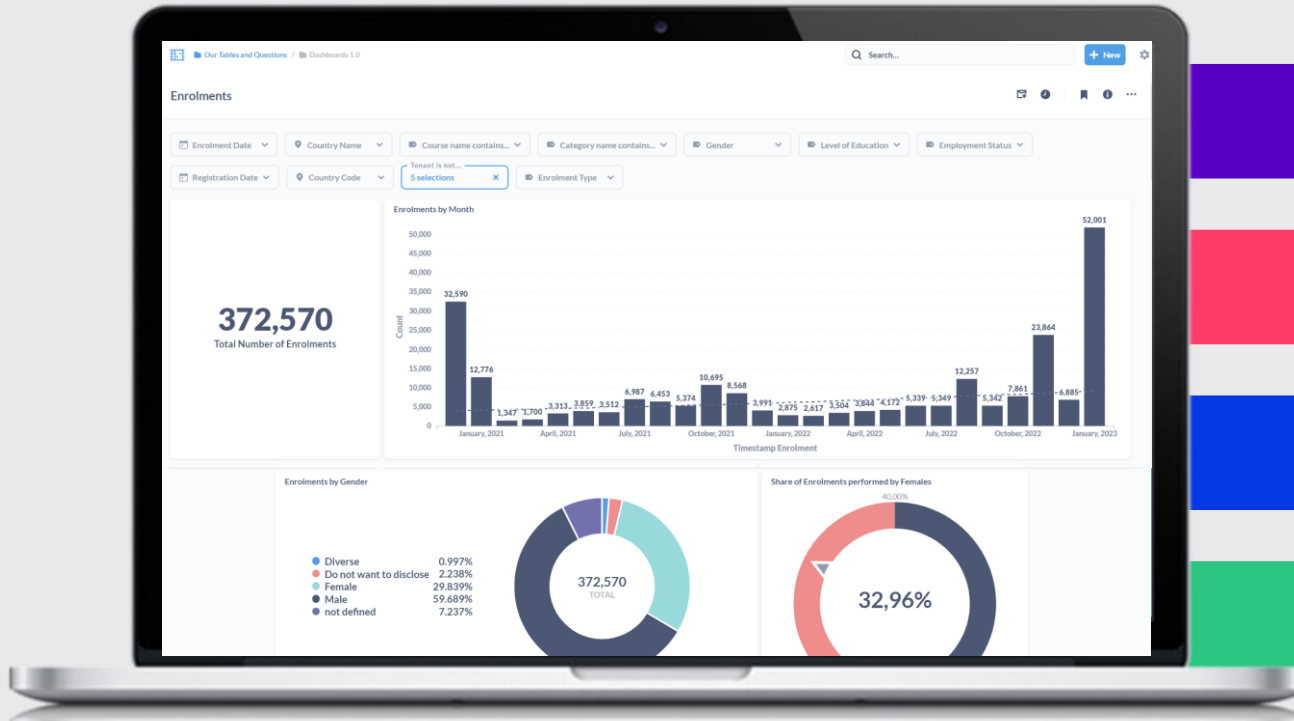 Our Tables and Questions / Dashboards 1.0
Search...
+ New
Enrolments
Enrolment Date
Country Name
Course name contains...
Category name contains...
Gender
Level of Education
Employment Status
Registration Date
Country Code
Tenant Is not...
5 selections
Enrolment Type
372,570
Total Number of Enrolments
Enrolments by Month
50,000
45,000
40,000
35,000
30,000
25,000
20,000
15,000
10,000
5,000
0
Count
32,590
12,776
1,347
1,700
3,313
3,859
3,512
6,987
6,453
5,374
10,695
8,568
3,991
2,875
2,617
3,504
3,844
4,172
5,339
5,349
12,257
5,342
7,861
23,864
6,885
52,001
January, 2021
April, 2021
July, 2021
October, 2021
January, 2022
April, 2022
July, 2022
October, 2022
January, 2023
Timestamp Enrolment
Enrolments by Gender
Diverse 0.997%
Do not want to disclose 2.238%
Female 29.839%
Male 59.689%
not defined 7.237%
372,570
TOTAL
Share of Enrolments performed by Females
40,00%
32,96%